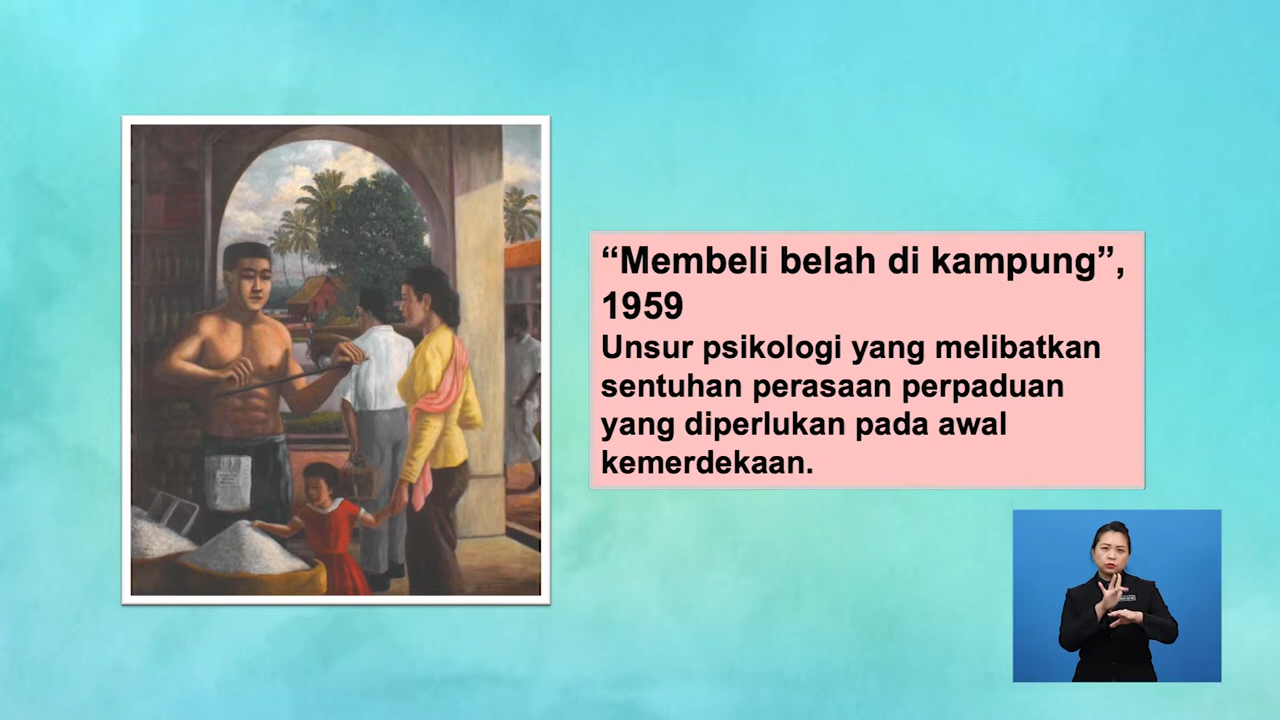 “Membeli belah di kampung”,
1959
Unsur psikologi yang melibatkan
sentuhan perasaan perpaduan
yang diperlukan pada awal
kemerdekaan.